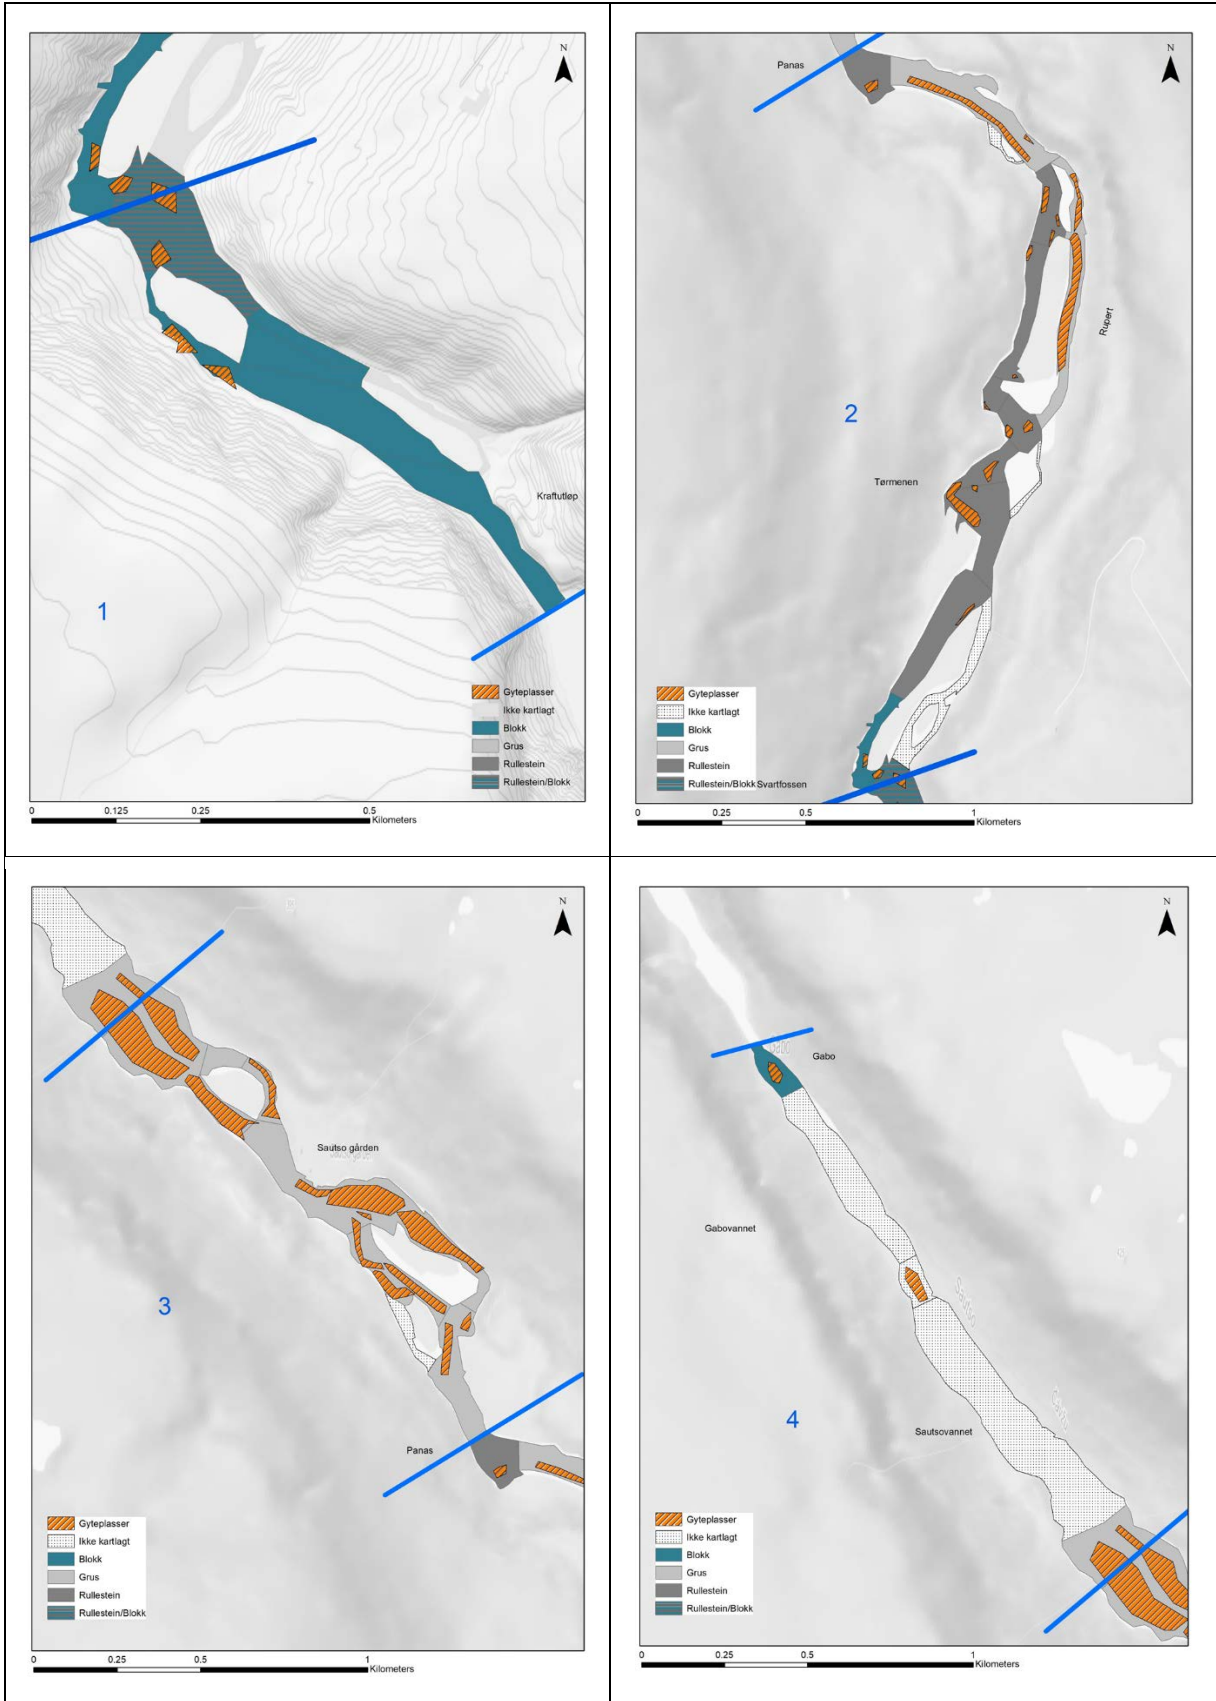 N
Kraftutløp
1
Gyteplasser
Ikke kartlagt
Blokk
Grus
Rullestein
Rullestein/Blokk
0 0.125 0.25 0.5
Kilometers
N
Panas
Rupert
2
Tørmenen
Gyteplasser
Ikke kartlagt
Blokk
Grus
Rullestein
Rullestein/Blokk Svartfossen
0 0.25 0.5 1
Kilometers
N
Sautso gården
3
Panas
Gyteplasser
Ikke kartlagt
Blokk
Grus
Rullestein
Rullestein/Blokk
0 0.25 0.5 1
Kilometers
N
Gabo
Gabovannet
Sautso
4
Sautsovannet
Gyteplasser
Ikke kartlagt
Blokk
Grus
Rullestein
Rullestein/Blokk
0 0.25 0.5 1
Kilometers